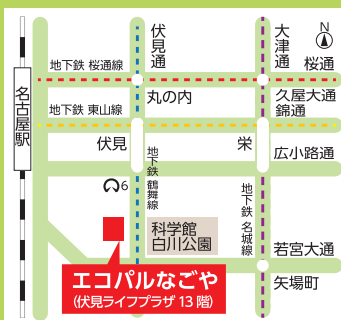 伏見通
大津通
N
桜通
地下鉄 桜通線
名古屋駅
丸の内
久屋大通
地下鉄 東山線
錦通
伏見
栄
広小路通
地下鉄 鶴舞線
6
地下鉄 名城線
科学館
白川公園
若宮大通
エコパルなごや
(伏見ライフプラザ 13 階)
矢場町